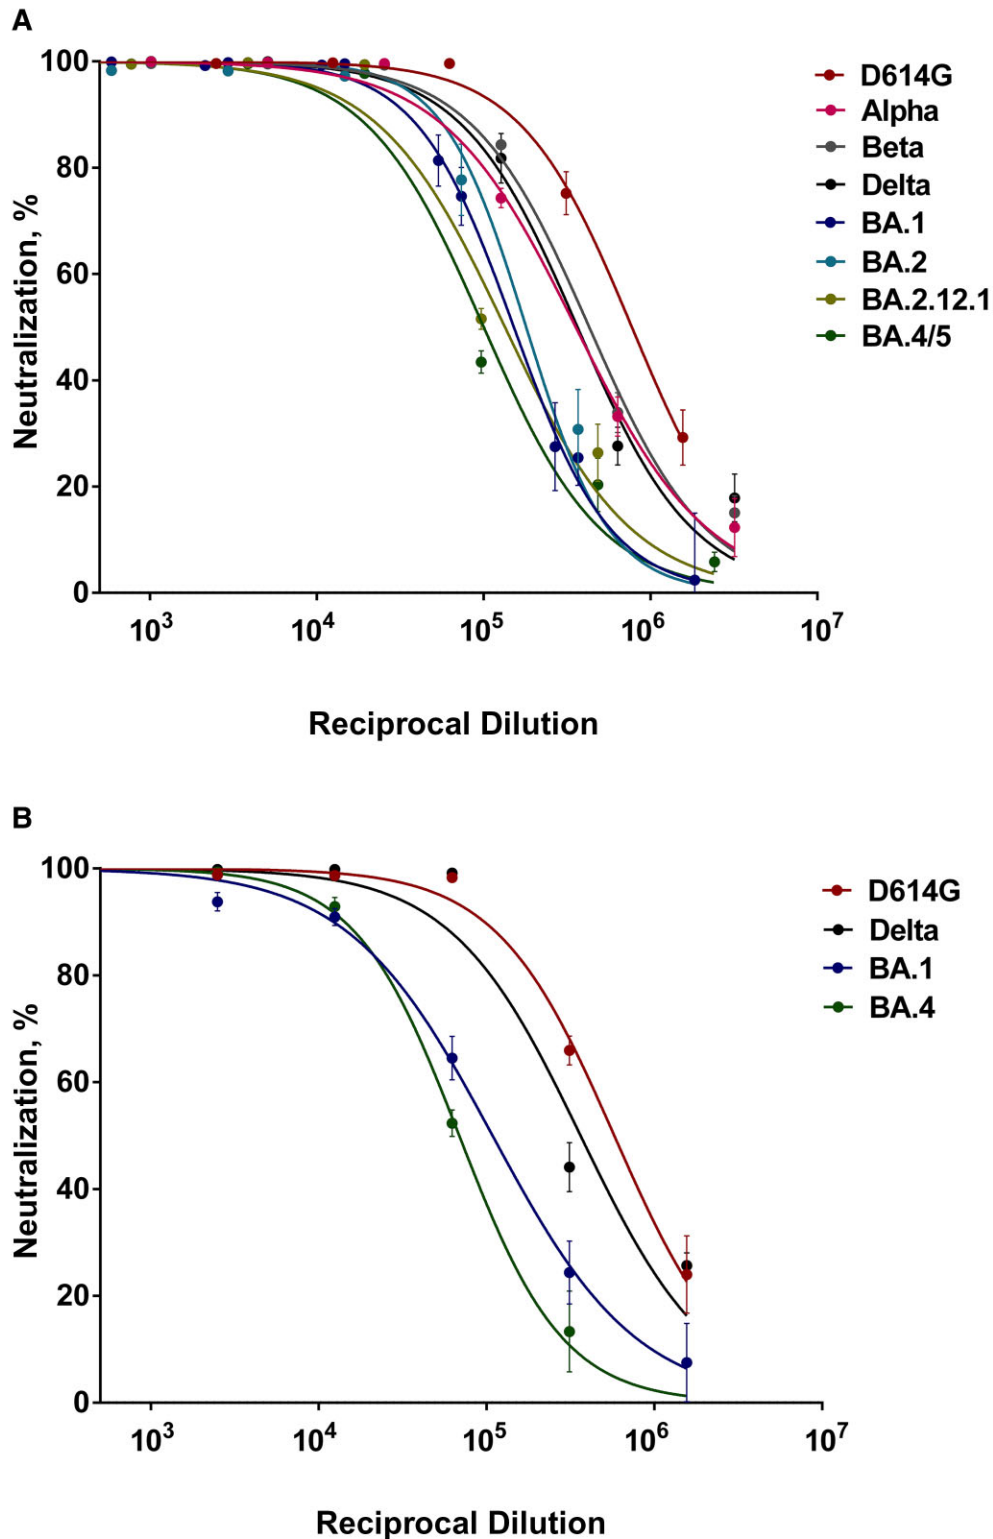 A
100
80
60
40
20
0
Neutralization, %
10³ 10⁴ 10⁵ 10⁶ 10⁷
Reciprocal Dilution
D614G
Alpha
Beta
Delta
BA.1
BA.2
BA.2.12.1
BA.4/5
B
100
80
60
40
20
0
Neutralization, %
10³ 10⁴ 10⁵ 10⁶ 10⁷
Reciprocal Dilution
D614G
Delta
BA.1
BA.4